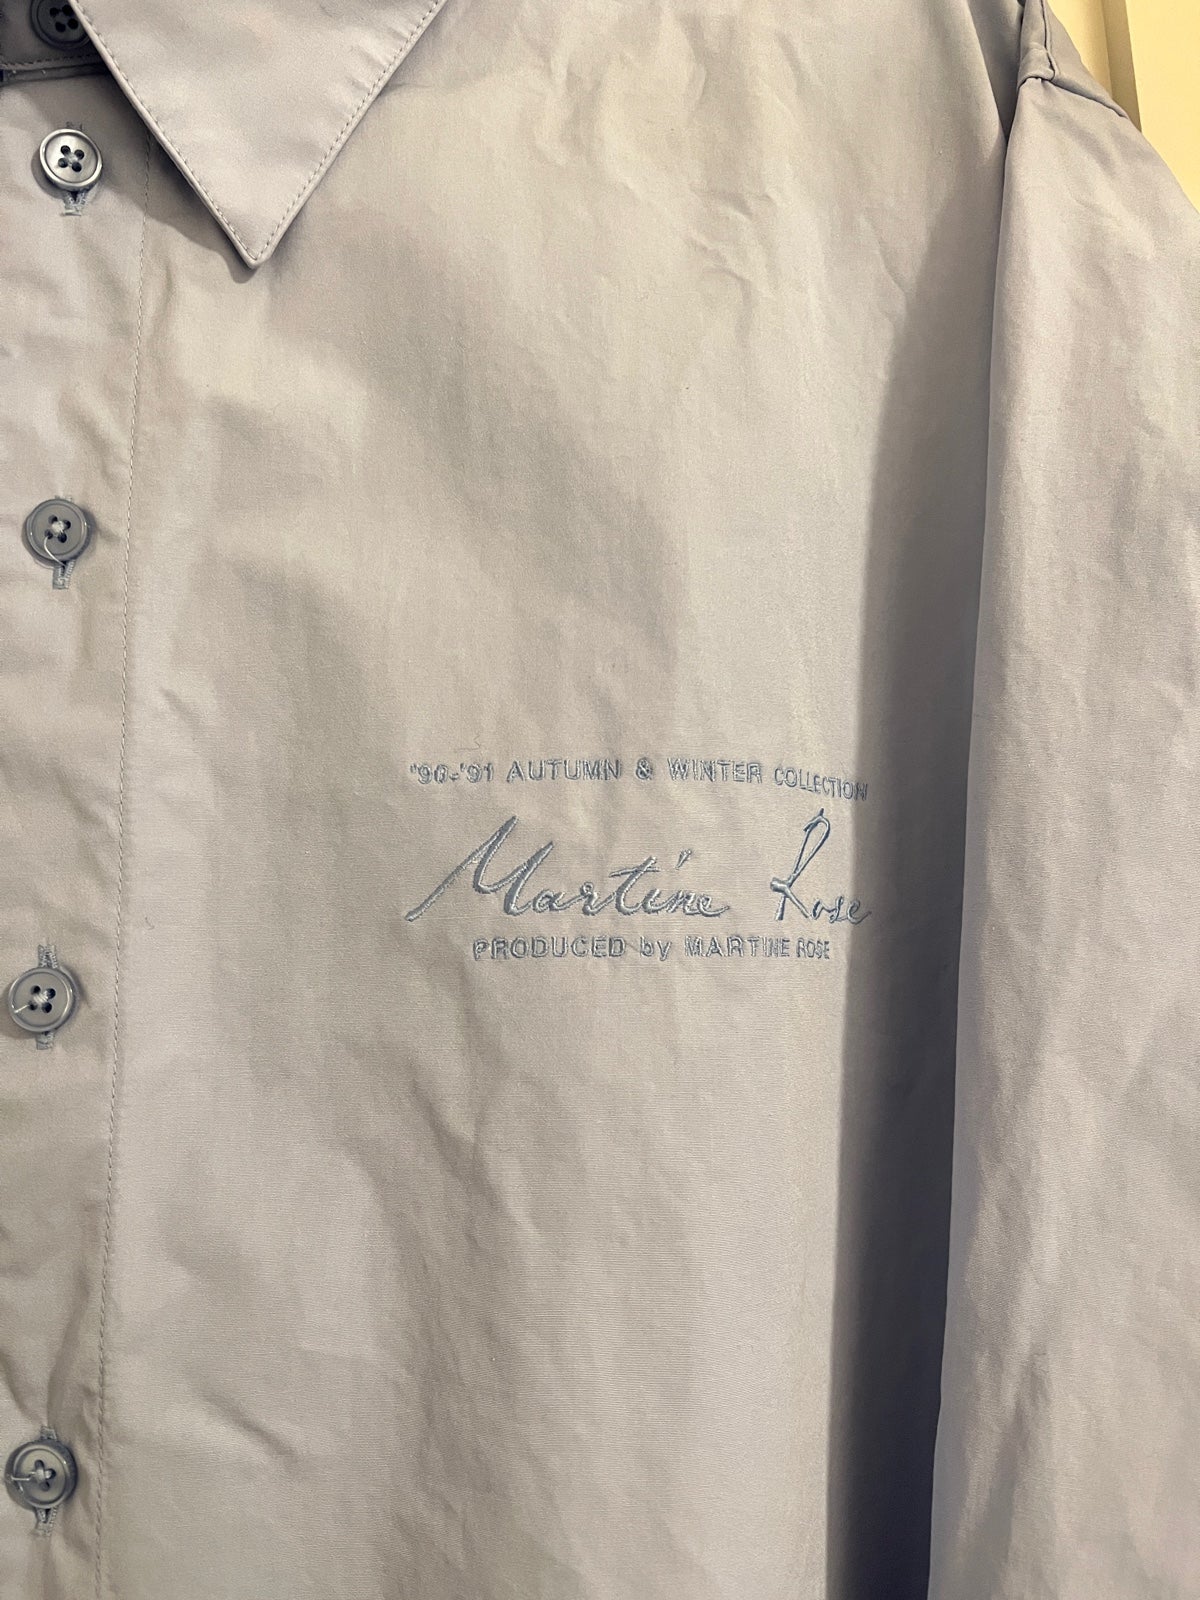 '90-'91 AUTUMN & WINTER COLLECTION
Martine Rose
PRODUCED by MARTINE ROSE